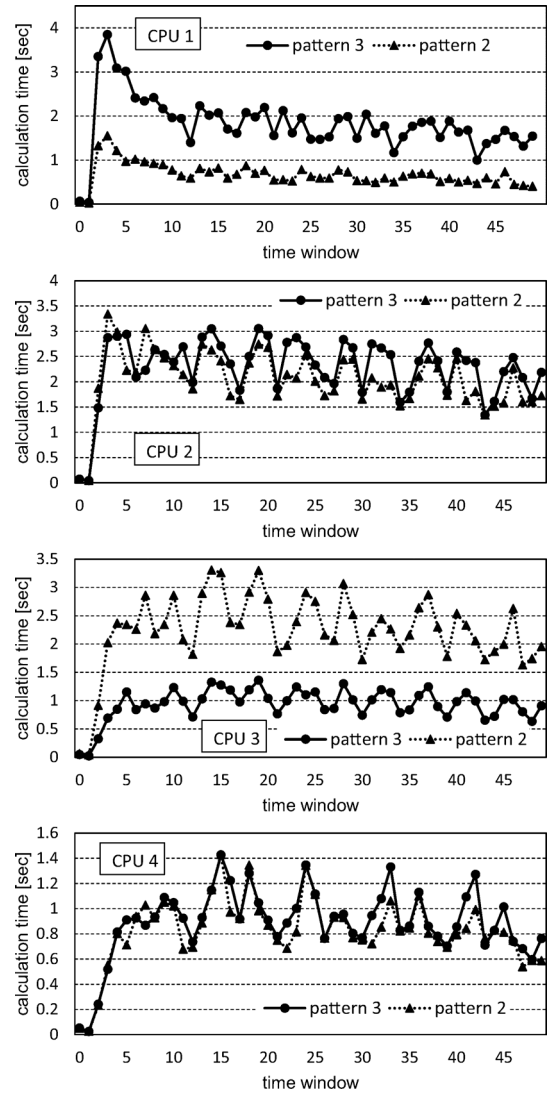 CPU 1
pattern 3 pattern 2
calculation time [sec]
4
3
2
1
0
0 5 10 15 20 25 30 35 40 45
time window
4
pattern 3 pattern 2
3.5
3
2.5
2
1.5
1
0.5
0
calculation time [sec]
CPU 2
0 5 10 15 20 25 30 35 40 45
time window
3.5
3
2.5
2
1.5
1
0.5
0
calculation time [sec]
CPU 3
pattern 3 pattern 2
0 5 10 15 20 25 30 35 40 45
time window
1.6
1.4
1.2
1
0.8
0.6
0.4
0.2
0
calculation time [sec]
CPU 4
pattern 3 pattern 2
0 5 10 15 20 25 30 35 40 45
time window